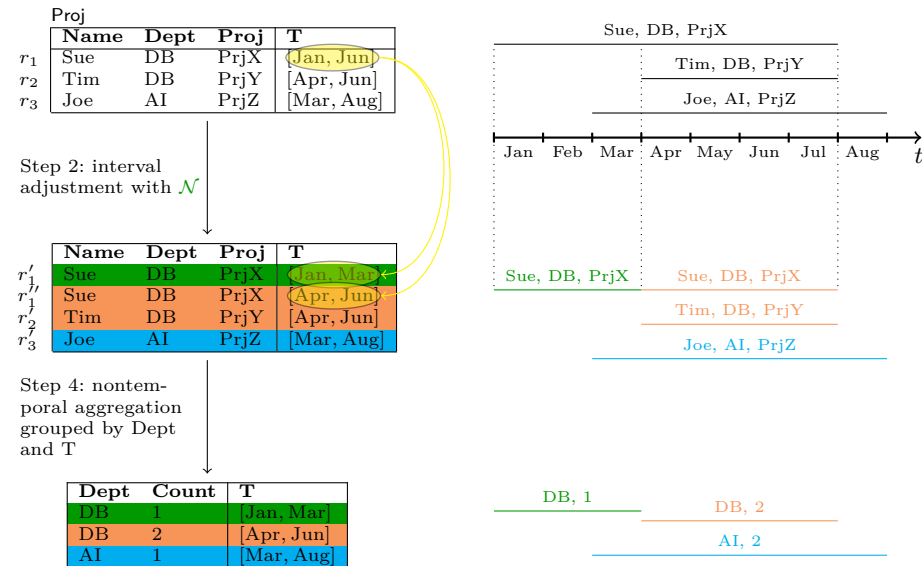 Proj
Name Dept Proj T
r1 Sue DB PrjX [Jan, Jun]
r2 Tim DB PrjY [Apr, Jun]
r3 Joe AI PrjZ [Mar, Aug]
Sue, DB, PrjX
Tim, DB, PrjY
Joe, AI, PrjZ
Jan Feb Mar Apr May Jun Jul Aug t
Step 2: interval
adjustment with 𝒩
Name Dept Proj T
r′1 Sue DB PrjX [Jan, Mar]
r′′1 Sue DB PrjX [Apr, Jun]
r′2 Tim DB PrjY [Apr, Jun]
r′3 Joe AI PrjZ [Mar, Aug]
Sue, DB, PrjX Sue, DB, PrjX
Tim, DB, PrjY
Joe, AI, PrjZ
Step 4: nontem-
poral aggregation
grouped by Dept
and T
Dept Count T
DB 1 [Jan, Mar]
DB 2 [Apr, Jun]
AI 1 [Mar, Aug]
DB, 1
DB, 2
AI, 2